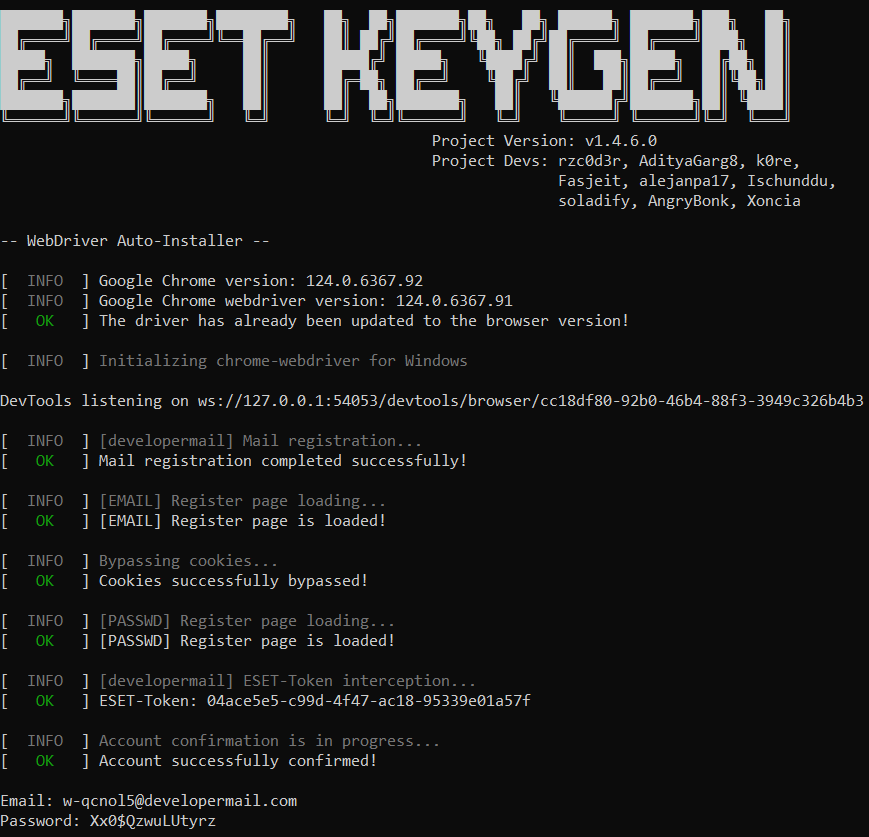 ESET KEYGEN
Project Version: v1.4.6.0
Project Devs: rzc0d3r, AdityaGarg8, k0re,
Fasjeit, alejanpa17, Ischunddu,
soladify, AngryBonk, Xoncia
-- WebDriver Auto-Installer --
[ INFO ] Google Chrome version: 124.0.6367.92
[ INFO ] Google Chrome webdriver version: 124.0.6367.91
[ OK ] The driver has already been updated to the browser version!
[ INFO ] Initializing chrome-webdriver for Windows
DevTools listening on ws://127.0.0.1:54053/devtools/browser/cc18df80-92b0-46b4-88f3-3949c326b4b3
[ INFO ] [developermail] Mail registration...
[ OK ] Mail registration completed successfully!
[ INFO ] [EMAIL] Register page loading...
[ OK ] [EMAIL] Register page is loaded!
[ INFO ] Bypassing cookies...
[ OK ] Cookies successfully bypassed!
[ INFO ] [PASSWD] Register page loading...
[ OK ] [PASSWD] Register page is loaded!
[ INFO ] [developermail] ESET-Token interception...
[ OK ] ESET-Token: 04ace5e5-c99d-4f47-ac18-95339e01a57f
[ INFO ] Account confirmation is in progress...
[ OK ] Account successfully confirmed!
Email: w-qcnol5@developermail.com
Password: Xx0$QzwuLUtyrz